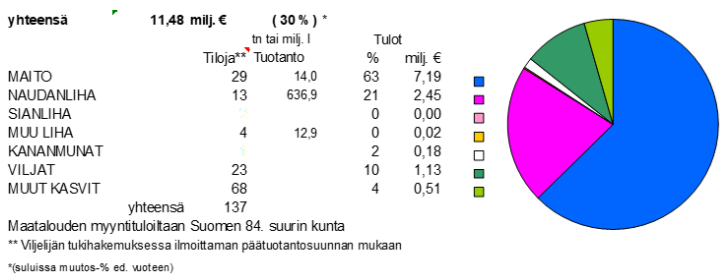 yhteensä 11,48 milj. € ( 30 % ) *
tn tai milj. l Tulot
Tiloja** Tuotanto % milj. €
MAITO 29 14,0 63 7,19
NAUDANLIHA 13 636,9 21 2,45
SIANLIHA 0 0,00
MUU LIHA 4 12,9 0 0,02
KANANMUNAT 2 0,18
VILJAT 23 10 1,13
MUUT KASVIT 68 4 0,51
yhteensä 137
Maatalouden myyntituloiltaan Suomen 84. suurin kunta
** Viljelijän tukihakemuksessa ilmoittaman päätuotantosuunnan mukaan
*(suluissa muutos-% ed. vuoteen)